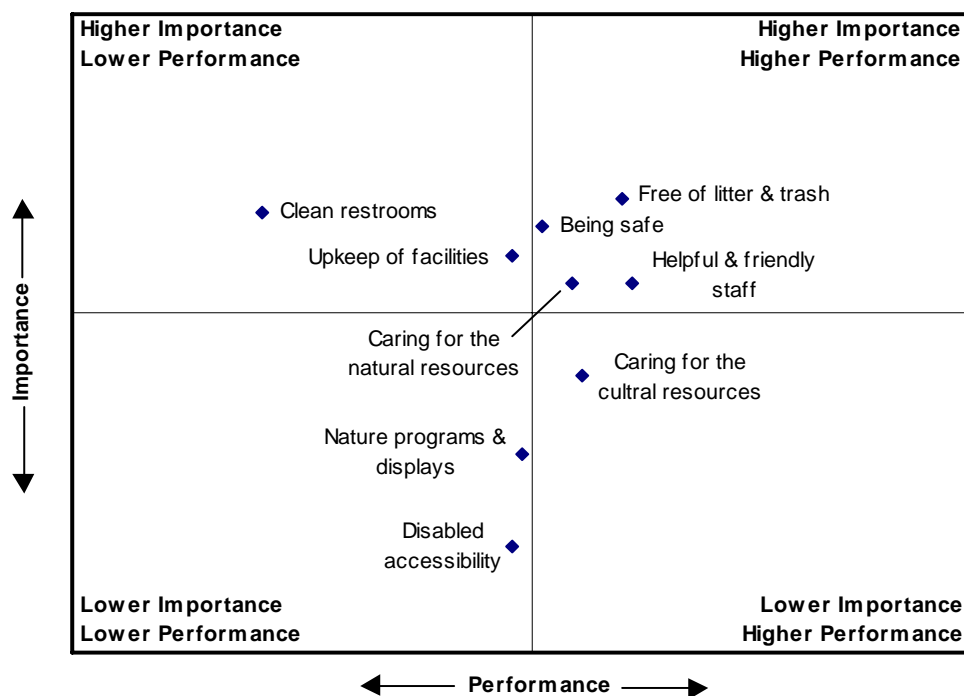 Higher Importance
Lower Performance
Higher Importance
Higher Performance
Free of litter & trash
Clean restrooms
Being safe
Upkeep of facilities
Helpful & friendly
staff
Importance
Caring for the
natural resources
Caring for the
cultral resources
Nature programs &
displays
Disabled
accessibility
Lower Importance
Lower Performance
Lower Importance
Higher Performance
Performance